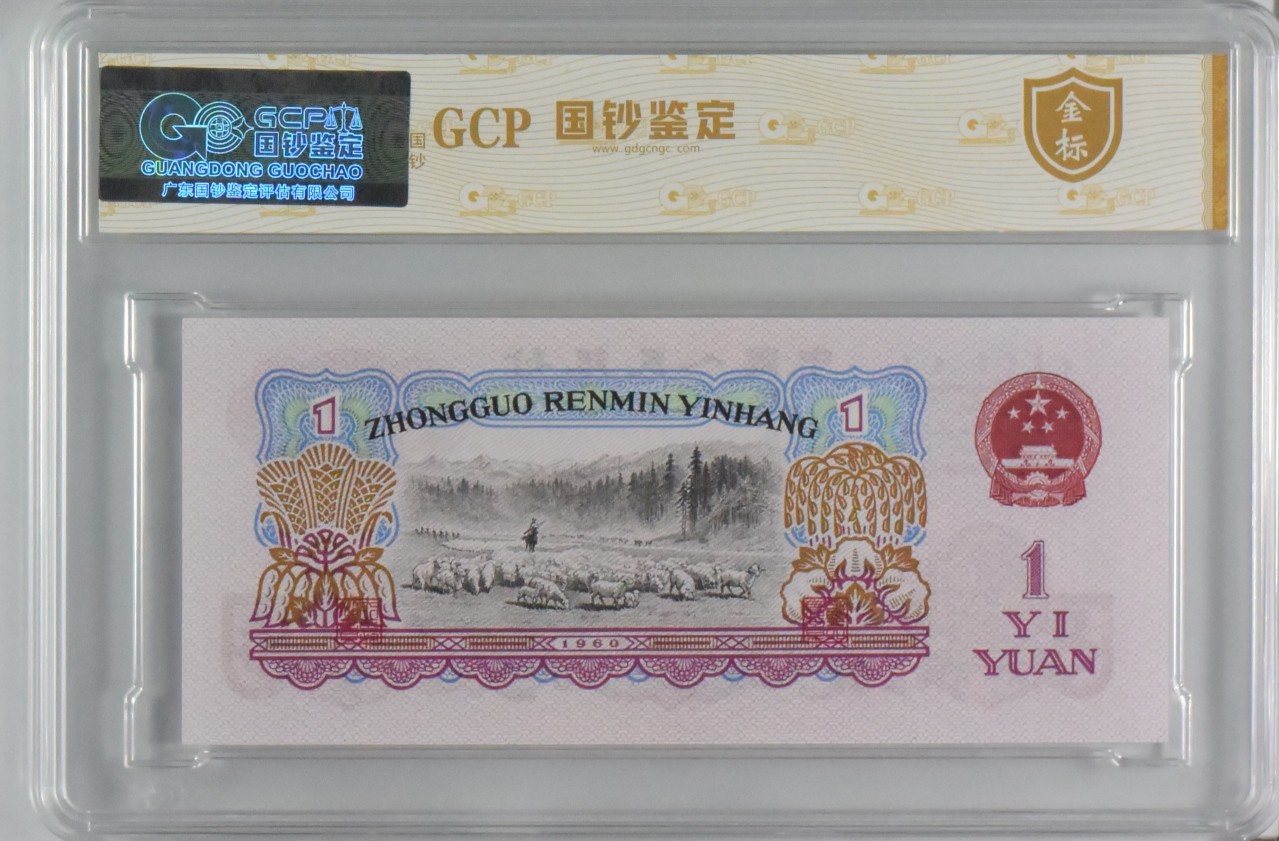 GCP
国钞鉴定
GUANGDONG GUOCHAO
广东国钞鉴定评估有限公司
国钞
GCP 国钞鉴定
www.gdgcngc.com
金标
1 ZHONGGUO RENMIN YINHANG 1
1960
1
YI
YUAN